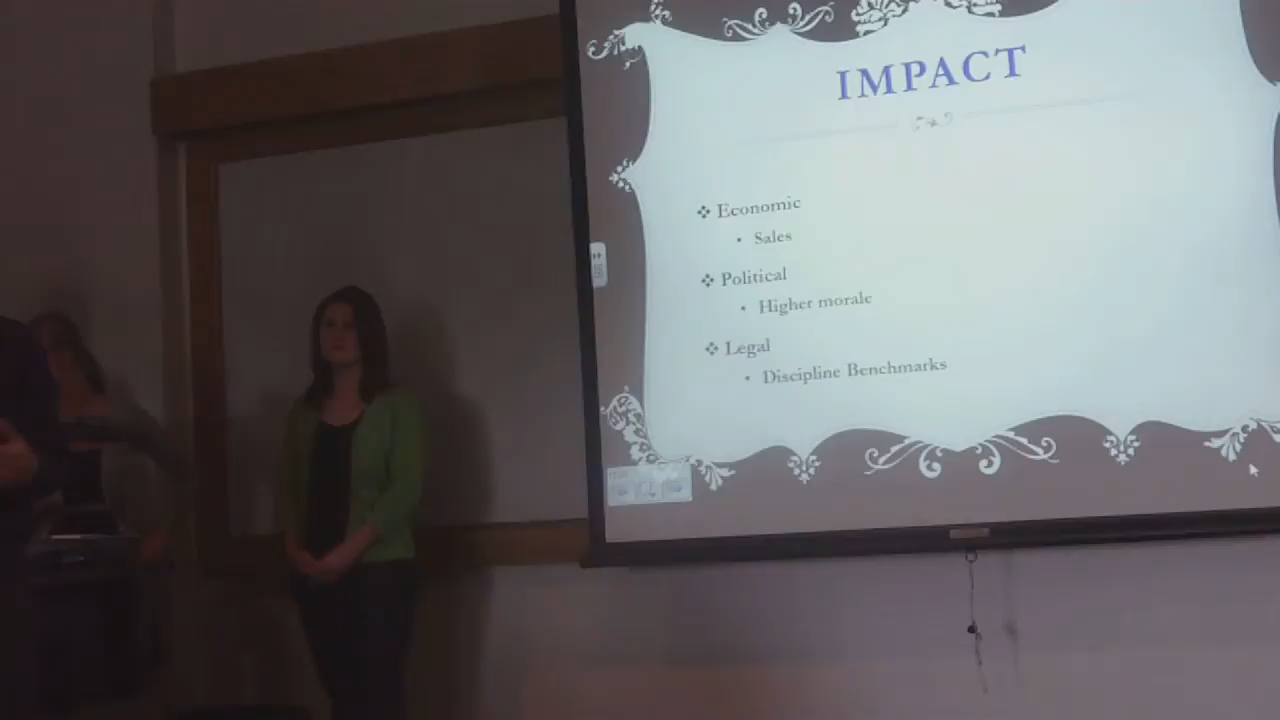 IMPACT
Economic
Sales
Political
Higher morale
Legal
Discipline Benchmarks